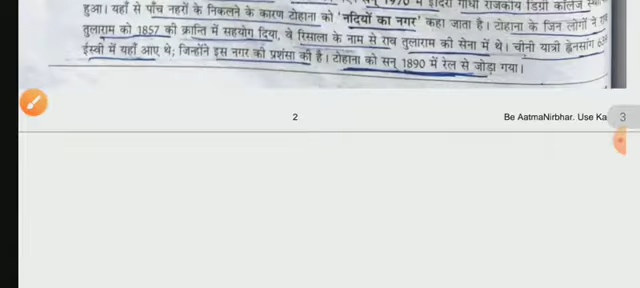 हुआ। यहाँ से पाँच नहरों के निकलने के कारण टोहाना को 'नदियों का नगर' कहा जाता है। टोहाना के जिन लोगों ने राव
तुलाराम को 1857 की क्रान्ति में सहयोग दिया, वे रिसाला के नाम से राव तुलाराम की सेना में थे। चीनी यात्री ह्वेनसांग
ईस्वी में यहाँ आए थे; जिन्होंने इस नगर की प्रशंसा की है। टोहाना को सन् 1890 में रेल से जोड़ा गया।
2
Be AatmaNirbhar. Use Ka
3